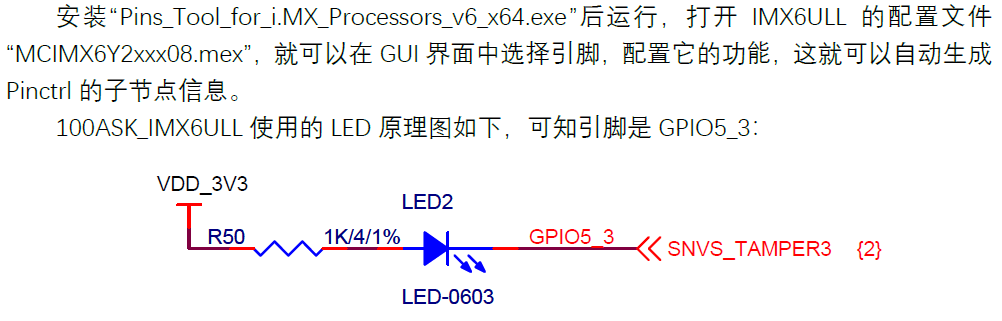 安装“Pins_Tool_for_i.MX_Processors_v6_x64.exe”后运行，打开 IMX6ULL 的配置文件
“MCIMX6Y2xxx08.mex”，就可以在 GUI 界面中选择引脚，配置它的功能，这就可以自动生成
Pinctrl 的子节点信息。
100ASK_IMX6ULL 使用的 LED 原理图如下，可知引脚是 GPIO5_3：
VDD_3V3
LED2
R50 1K/4/1% GPIO5_3 SNVS_TAMPER3 {2}
LED-0603